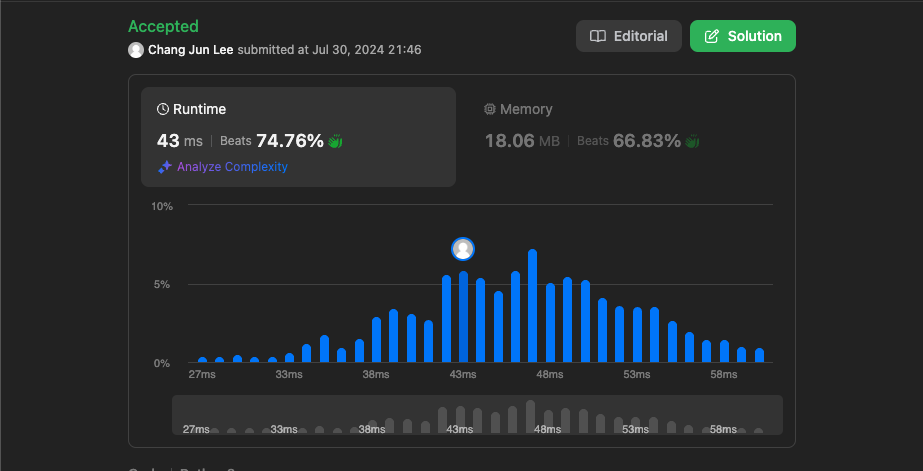 Accepted
Chang Jun Lee submitted at Jul 30, 2024 21:46
Editorial
Solution
Runtime
43 ms | Beats 74.76%
Analyze Complexity
Memory
18.06 MB | Beats 66.83%
10%
5%
0%
27ms 33ms 38ms 43ms 48ms 53ms 58ms
27ms 33ms 38ms 43ms 48ms 53ms 58ms